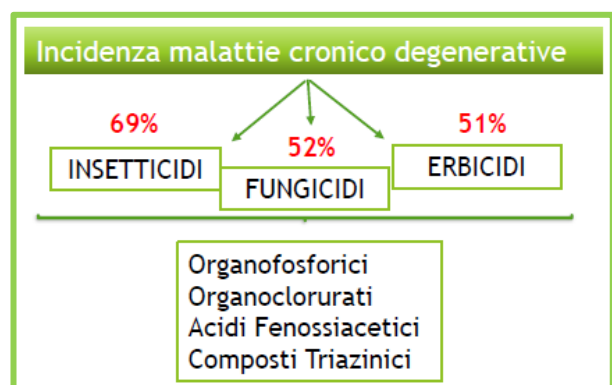 Incidenza malattie cronico degenerative
69%
52%
51%
INSETTICIDI
FUNGICIDI
ERBICIDI
Organofosforici
Organoclorurati
Acidi Fenossiacetici
Composti Triazinici